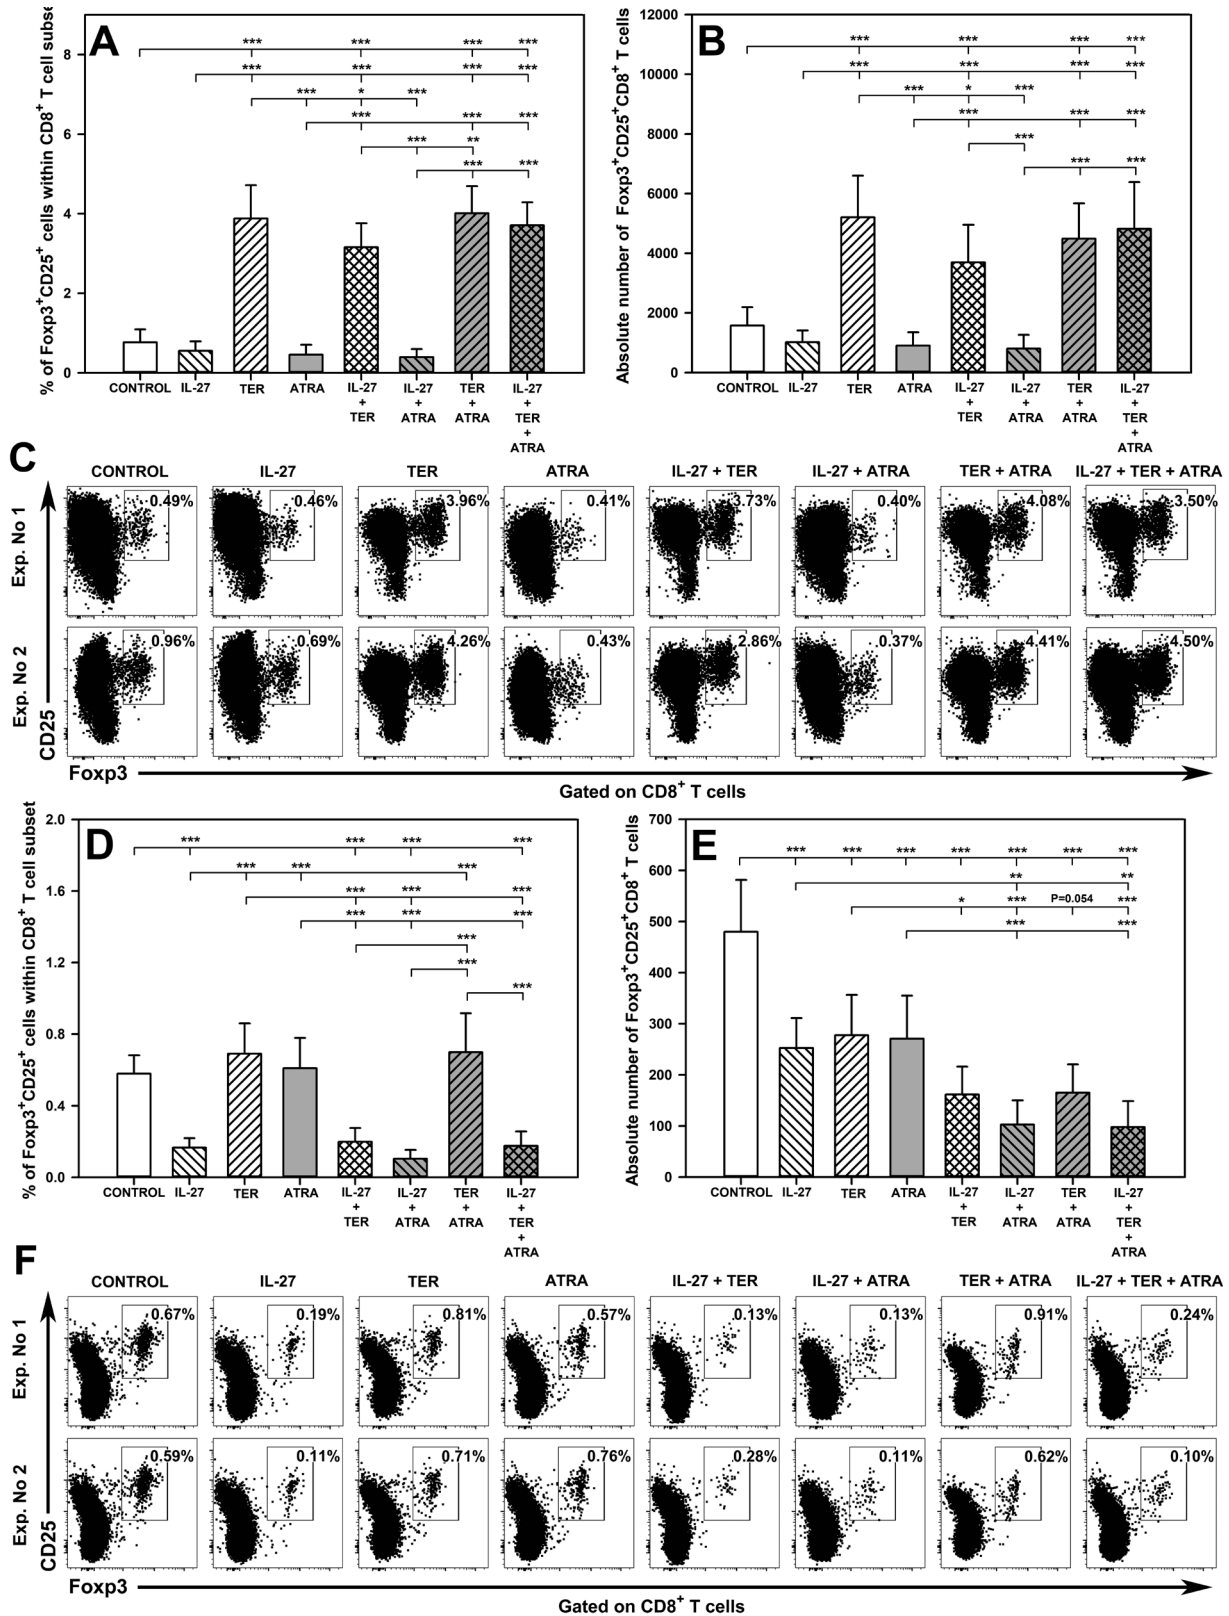 A
% of Foxp3⁺CD25⁺ cells within CD8⁺ T cell subse
8
6
4
2
0
*** *** *** ***
*** *** *** ***
*** * ***
*** *** ***
*** **
*** ***
CONTROL IL-27 TER ATRA IL-27 + TER IL-27 + ATRA TER + ATRA IL-27 + TER + ATRA
B
Absolute number of Foxp3⁺CD25⁺CD8⁺ T cells
12000
10000
8000
6000
4000
2000
0
*** *** *** ***
*** *** *** ***
*** * ***
*** *** ***
***
*** ***
CONTROL IL-27 TER ATRA IL-27 + TER IL-27 + ATRA TER + ATRA IL-27 + TER + ATRA
C
CONTROL IL-27 TER ATRA IL-27 + TER IL-27 + ATRA TER + ATRA IL-27 + TER + ATRA
Exp. No 1
0.49% 0.46% 3.96% 0.41% 3.73% 0.40% 4.08% 3.50%
Exp. No 2
0.96% 0.69% 4.26% 0.43% 2.86% 0.37% 4.41% 4.50%
CD25
Foxp3
Gated on CD8⁺ T cells
D
% of Foxp3⁺CD25⁺ cells within CD8⁺ T cell subset
2.0
1.6
1.2
0.8
0.4
0.0
*** *** *** ***
*** *** ***
*** *** ***
*** *** ***
***
***
***
CONTROL IL-27 TER ATRA IL-27 + TER IL-27 + ATRA TER + ATRA IL-27 + TER + ATRA
E
Absolute number of Foxp3⁺CD25⁺CD8⁺ T cells
700
600
500
400
300
200
100
0
*** *** *** *** *** *** ***
** **
* *** P=0.054 ***
*** ***
CONTROL IL-27 TER ATRA IL-27 + TER IL-27 + ATRA TER + ATRA IL-27 + TER + ATRA
F
CONTROL IL-27 TER ATRA IL-27 + TER IL-27 + ATRA TER + ATRA IL-27 + TER + ATRA
Exp. No 1
0.67% 0.19% 0.81% 0.57% 0.13% 0.13% 0.91% 0.24%
Exp. No 2
0.59% 0.11% 0.71% 0.76% 0.28% 0.11% 0.62% 0.10%
CD25
Foxp3
Gated on CD8⁺ T cells